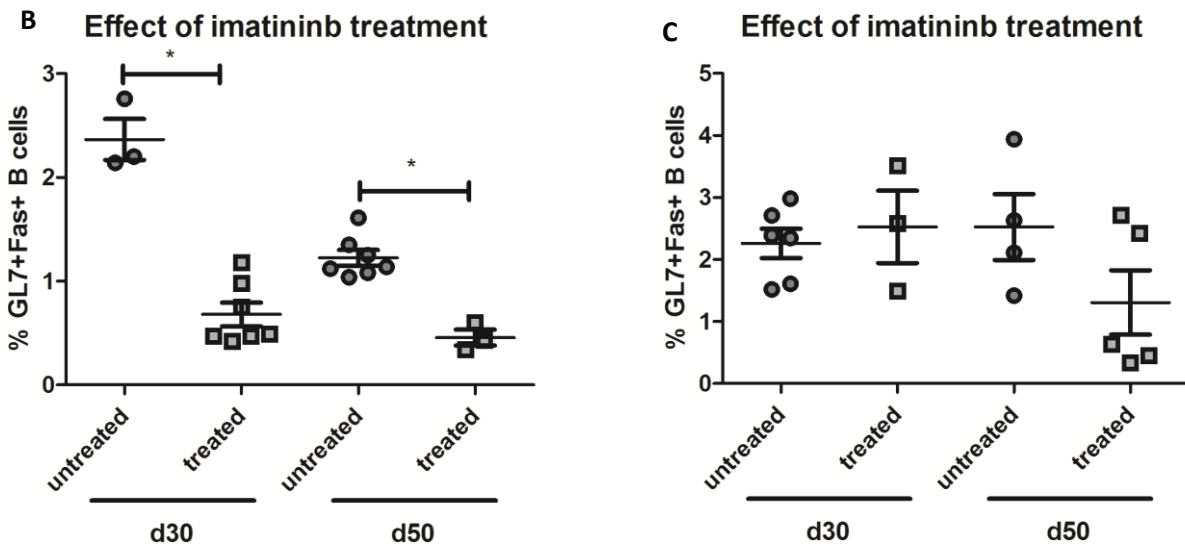 B
Effect of imatininb treatment
% GL7+Fas+ B cells
3
2
1
0
*
*
untreated
treated
untreated
treated
d30
d50
C
Effect of imatininb treatment
% GL7+Fas+ B cells
5
4
3
2
1
0
untreated
treated
untreated
treated
d30
d50